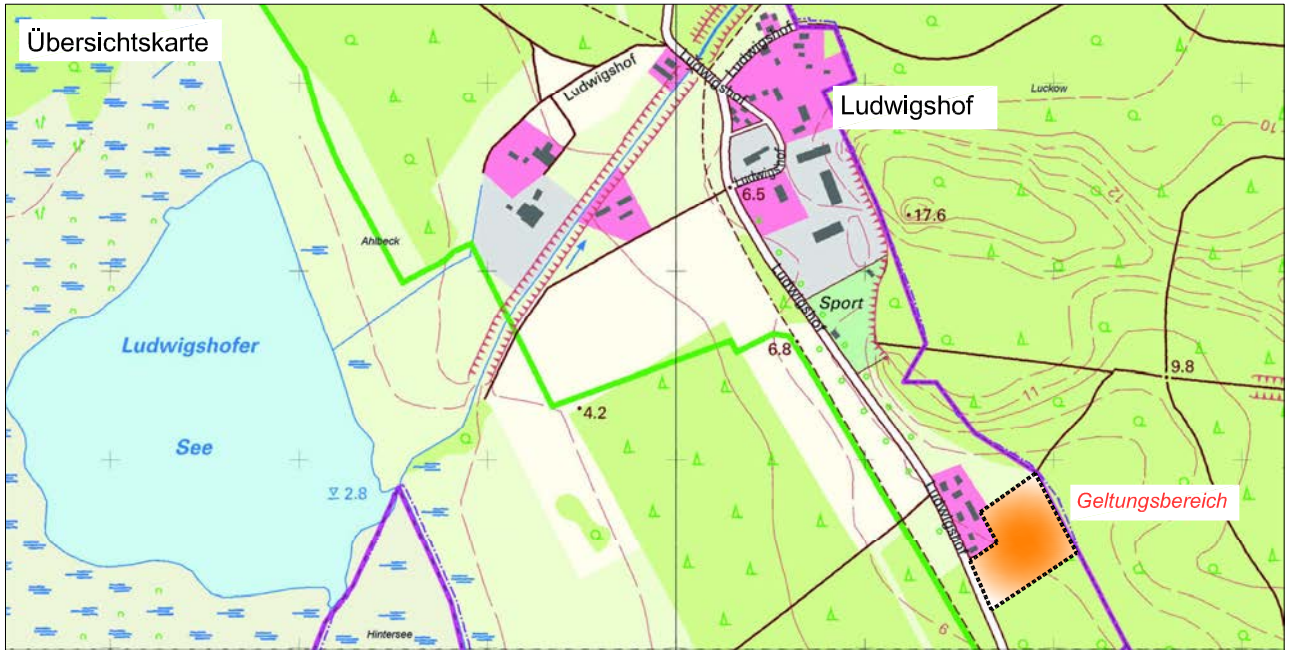 Übersichtskarte
Ludwigshof
Ludwigshof
Ludwigshof
Ludwigshof
Luckow
10
12
Ludwigshof
6.5
17.6
Ahlbeck
Sport
Ludwigshof
Ludwigshofer
See
6.8
9.8
11
4.2
2.8
Ludwigshof
Geltungsbereich
Hintersee
9